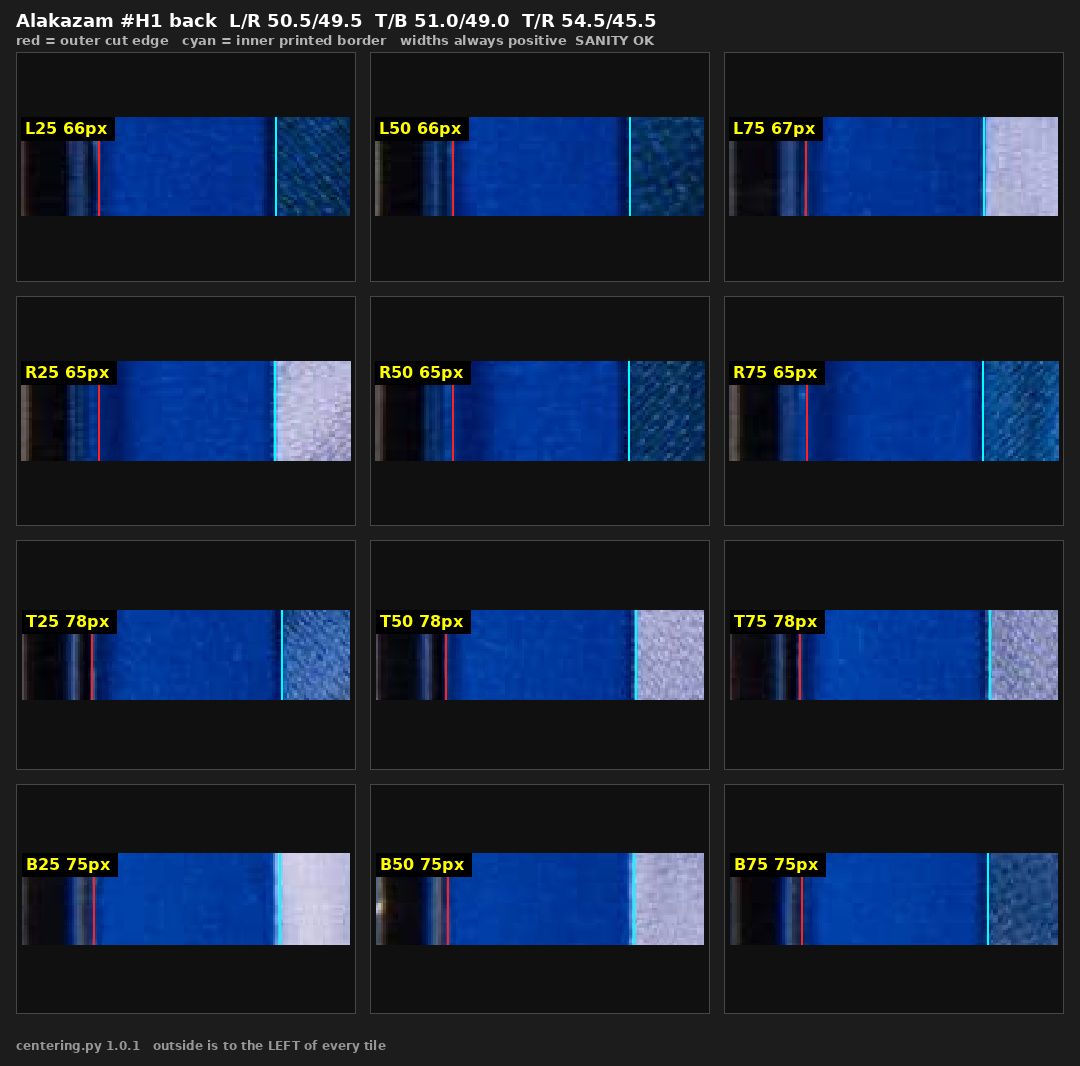 Alakazam #H1 back  L/R 50.5/49.5  T/B 51.0/49.0  T/R 54.5/45.5
red = outer cut edge   cyan = inner printed border   widths always positive  SANITY OK
L25 66px
L50 66px
L75 67px
R25 65px
R50 65px
R75 65px
T25 78px
T50 78px
T75 78px
B25 75px
B50 75px
B75 75px
centering.py 1.0.1   outside is to the LEFT of every tile